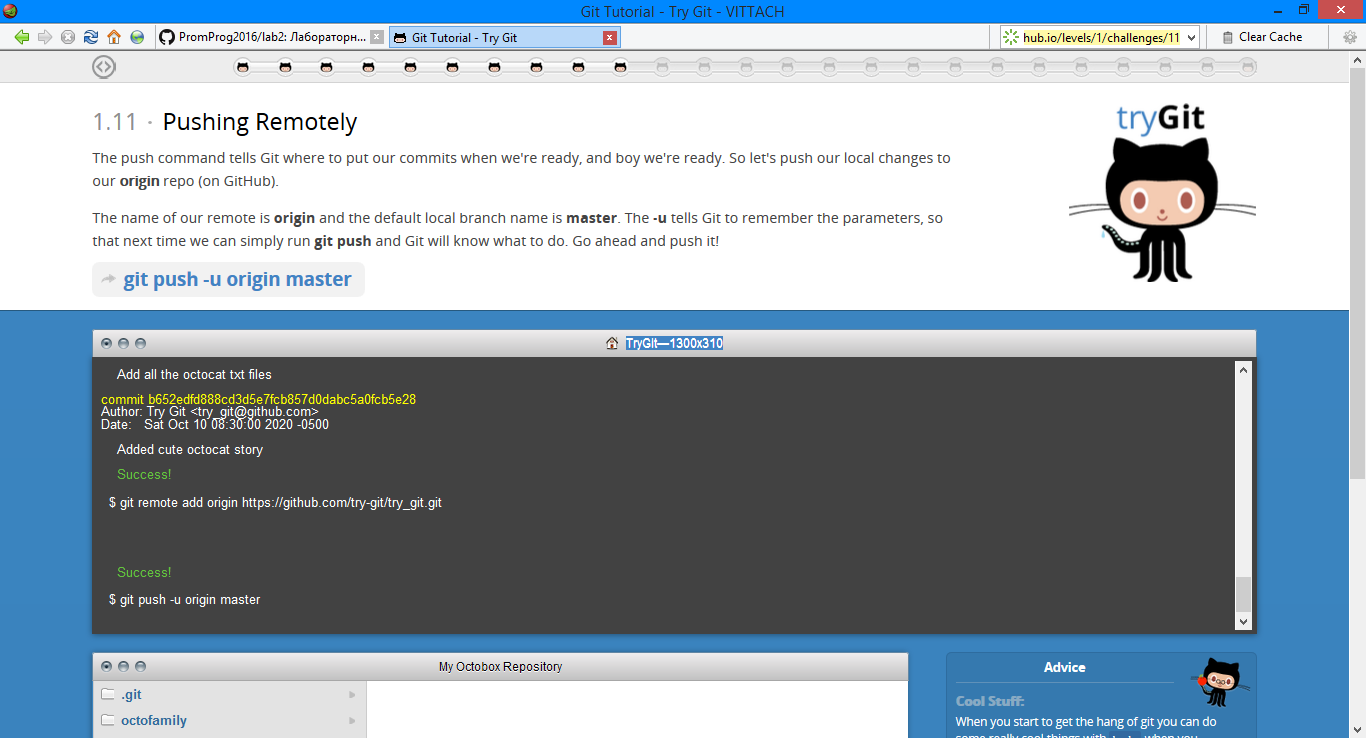 Git Tutorial - Try Git - VITTACH
PromProg2016/lab2: Лабораторн...
Git Tutorial - Try Git
hub.io/levels/1/challenges/11
Clear Cache
1.11 · Pushing Remotely
The push command tells Git where to put our commits when we're ready, and boy we're ready. So let's push our local changes to
our origin repo (on GitHub).
The name of our remote is origin and the default local branch name is master. The -u tells Git to remember the parameters, so
that next time we can simply run git push and Git will know what to do. Go ahead and push it!
git push -u origin master
tryGit
TryGit—1300x310
Add all the octocat txt files
commit b652edfd888cd3d5e7fcb857d0dabc5a0fcb5e28
Author: Try Git <try_git@github.com>
Date: Sat Oct 10 08:30:00 2020 -0500
Added cute octocat story
Success!
$ git remote add origin https://github.com/try-git/try_git.git
Success!
$ git push -u origin master
My Octobox Repository
.git
octofamily
Advice
Cool Stuff:
When you start to get the hang of git you can do
some really cool things with when you